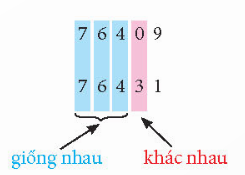 7 6 4 0 9
7 6 4 3 1
giống nhau
khác nhau